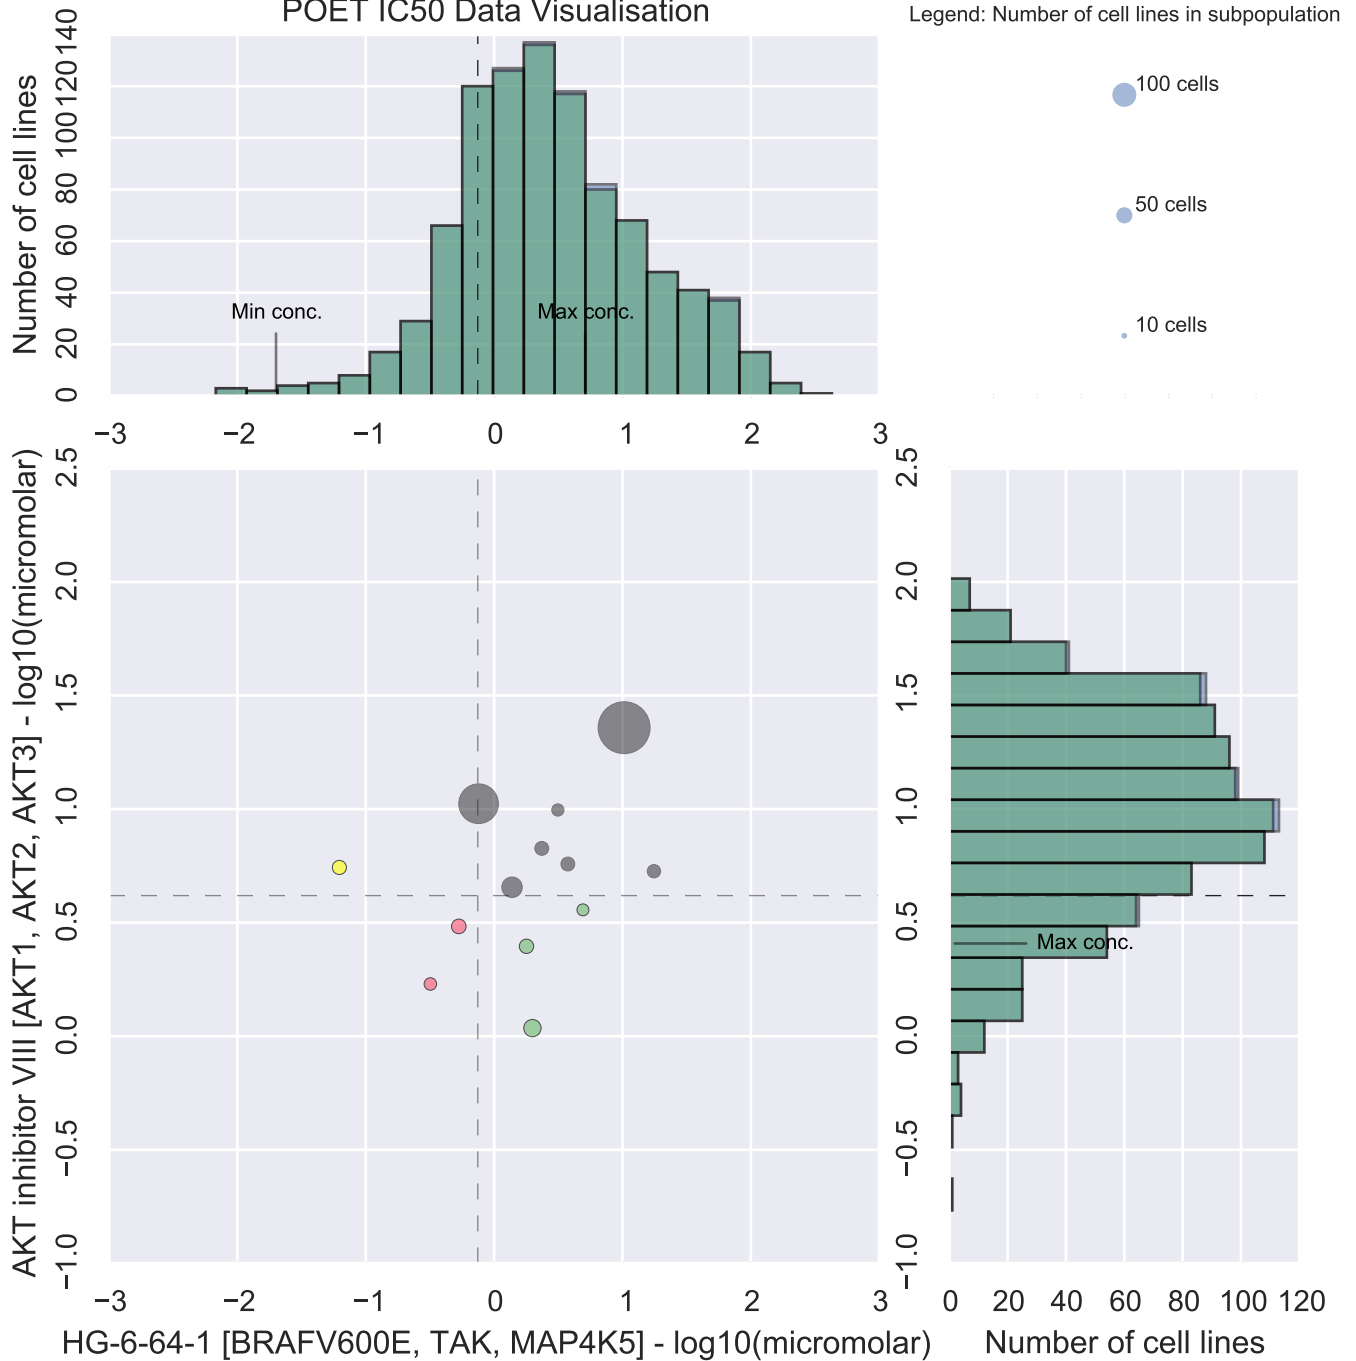 POET IC50 Data Visualisation
Legend: Number of cell lines in subpopulation
Number of cell lines
0 20 40 60 80 100 120 140
Min conc.
Max conc.
−3 −2 −1 0 1 2 3
100 cells
50 cells
10 cells
AKT inhibitor VIII [AKT1, AKT2, AKT3] - log10(micromolar)
−1.0 −0.5 0.0 0.5 1.0 1.5 2.0 2.5
−3 −2 −1 0 1 2 3
HG-6-64-1 [BRAFV600E, TAK, MAP4K5] - log10(micromolar)
−1.0 −0.5 0.0 0.5 1.0 1.5 2.0 2.5
Max conc.
0 20 40 60 80 100 120
Number of cell lines